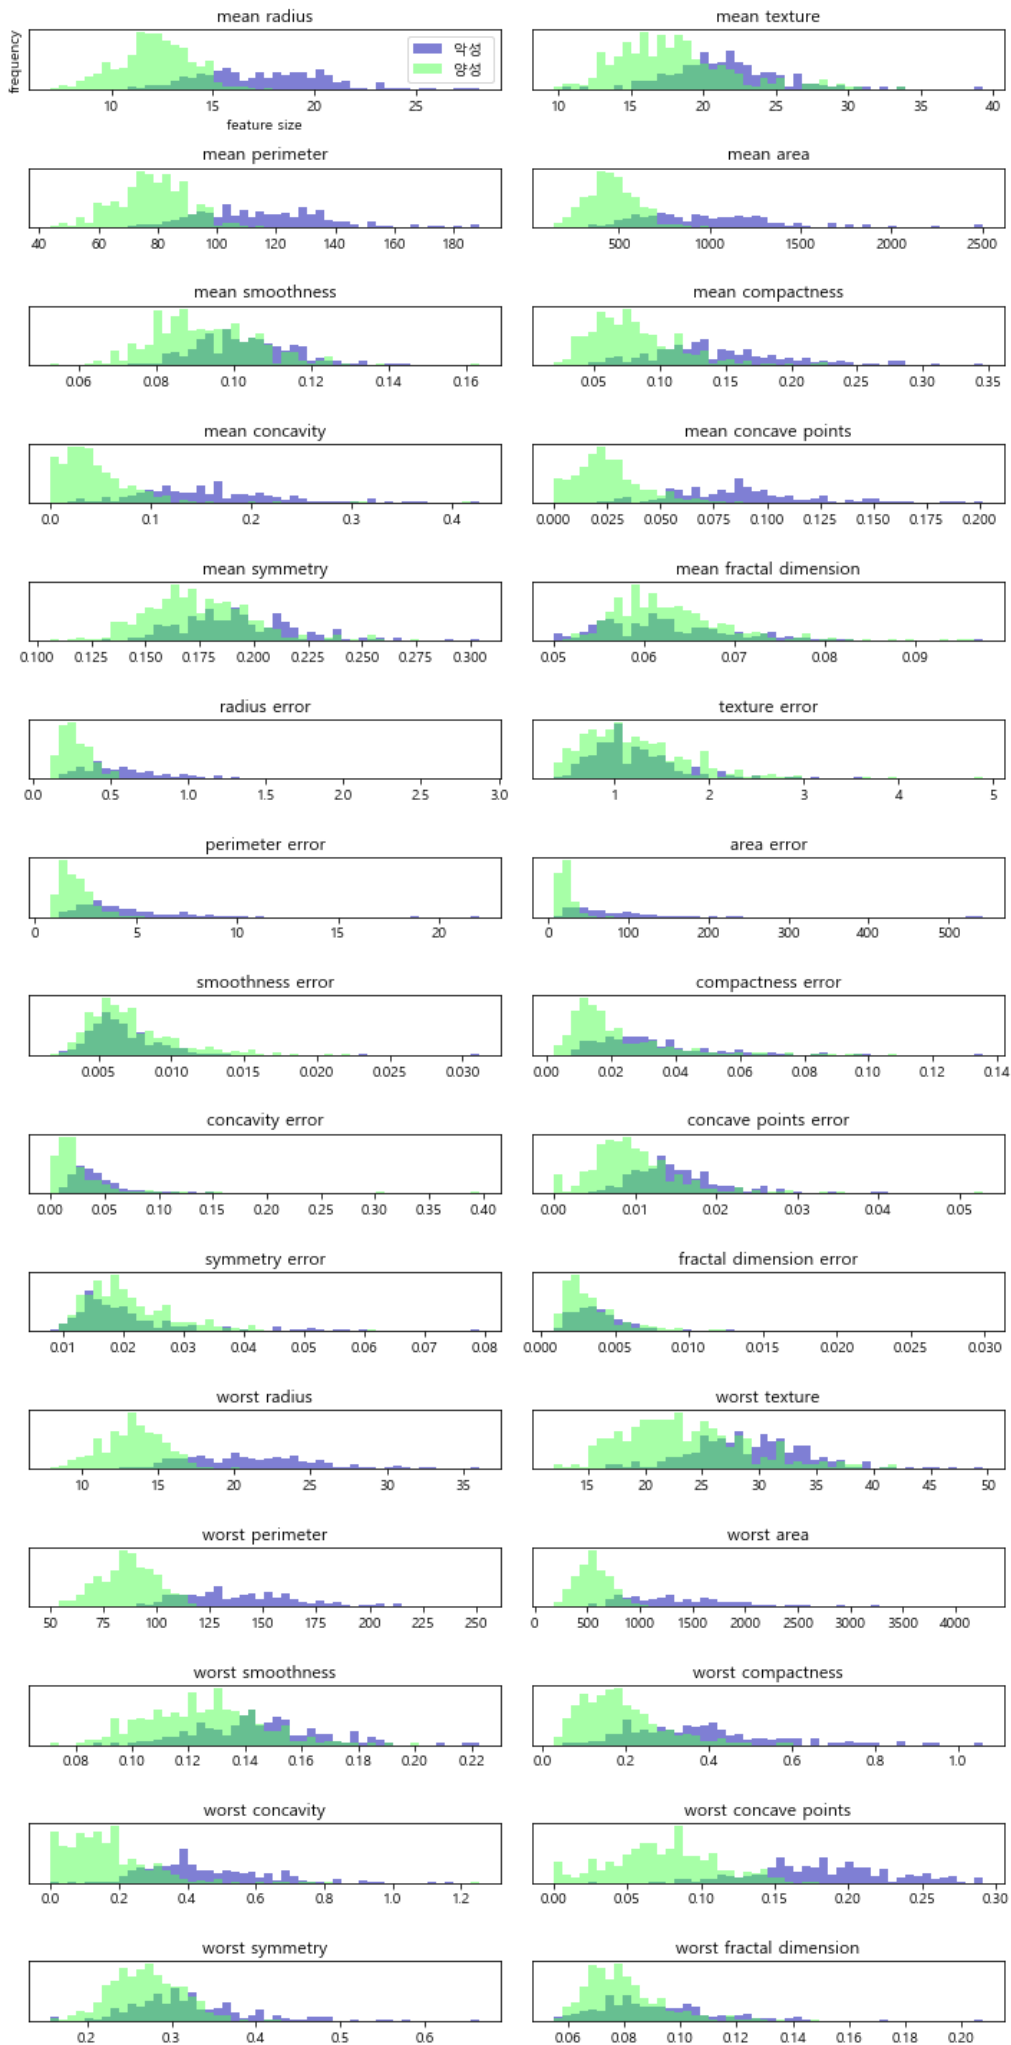 mean radius
frequency
악성
양성
10 15 20 25
feature size
mean texture
10 15 20 25 30 35 40
mean perimeter
40 60 80 100 120 140 160 180
mean area
500 1000 1500 2000 2500
mean smoothness
0.06 0.08 0.10 0.12 0.14 0.16
mean compactness
0.05 0.10 0.15 0.20 0.25 0.30 0.35
mean concavity
0.0 0.1 0.2 0.3 0.4
mean concave points
0.000 0.025 0.050 0.075 0.100 0.125 0.150 0.175 0.200
mean symmetry
0.100 0.125 0.150 0.175 0.200 0.225 0.250 0.275 0.300
mean fractal dimension
0.05 0.06 0.07 0.08 0.09
radius error
0.0 0.5 1.0 1.5 2.0 2.5 3.0
texture error
1 2 3 4 5
perimeter error
0 5 10 15 20
area error
0 100 200 300 400 500
smoothness error
0.005 0.010 0.015 0.020 0.025 0.030
compactness error
0.00 0.02 0.04 0.06 0.08 0.10 0.12 0.14
concavity error
0.00 0.05 0.10 0.15 0.20 0.25 0.30 0.35 0.40
concave points error
0.00 0.01 0.02 0.03 0.04 0.05
symmetry error
0.01 0.02 0.03 0.04 0.05 0.06 0.07 0.08
fractal dimension error
0.000 0.005 0.010 0.015 0.020 0.025 0.030
worst radius
10 15 20 25 30 35
worst texture
15 20 25 30 35 40 45 50
worst perimeter
50 75 100 125 150 175 200 225 250
worst area
0 500 1000 1500 2000 2500 3000 3500 4000
worst smoothness
0.08 0.10 0.12 0.14 0.16 0.18 0.20 0.22
worst compactness
0.0 0.2 0.4 0.6 0.8 1.0
worst concavity
0.0 0.2 0.4 0.6 0.8 1.0 1.2
worst concave points
0.00 0.05 0.10 0.15 0.20 0.25 0.30
worst symmetry
0.2 0.3 0.4 0.5 0.6
worst fractal dimension
0.06 0.08 0.10 0.12 0.14 0.16 0.18 0.20